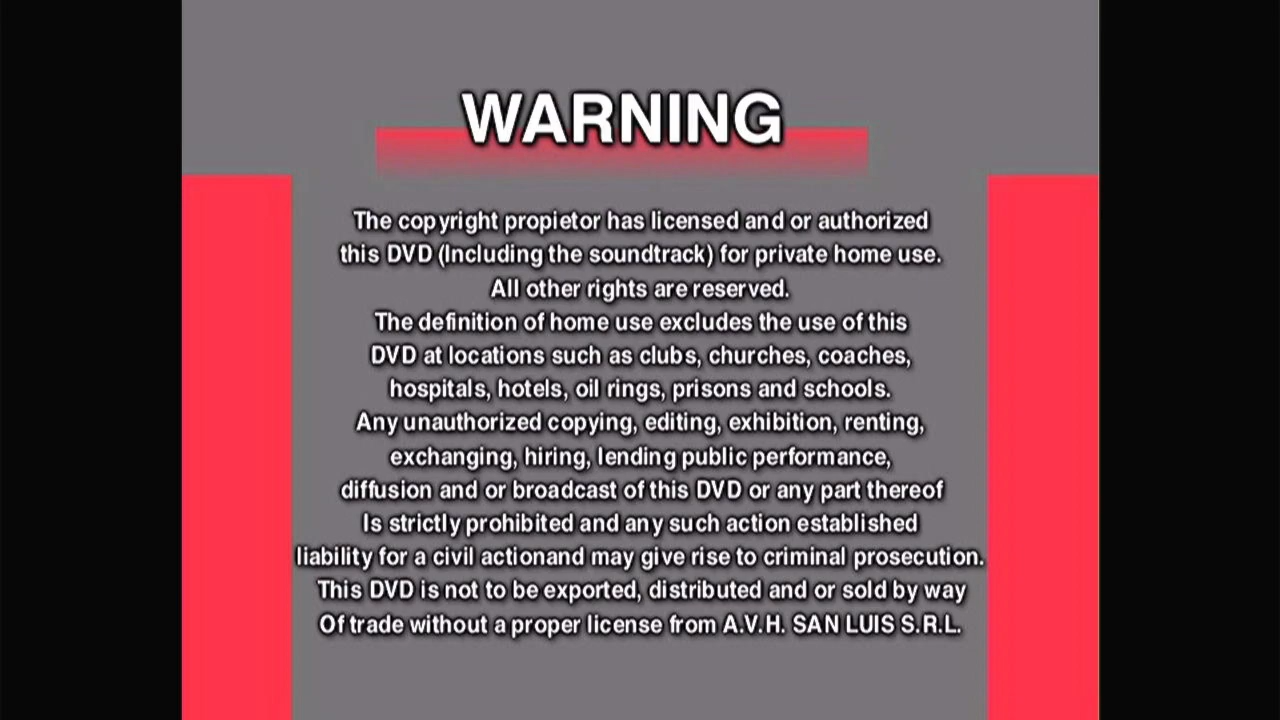 WARNING
The copyright propietor has licensed and or authorized
this DVD (Including the soundtrack) for private home use.
All other rights are reserved.
The definition of home use excludes the use of this
DVD at locations such as clubs, churches, coaches,
hospitals, hotels, oil rings, prisons and schools.
Any unauthorized copying, editing, exhibition, renting,
exchanging, hiring, lending public performance,
diffusion and or broadcast of this DVD or any part thereof
Is strictly prohibited and any such action established
liability for a civil actionand may give rise to criminal prosecution.
This DVD is not to be exported, distributed and or sold by way
Of trade without a proper license from A.V.H. SAN LUIS S.R.L.